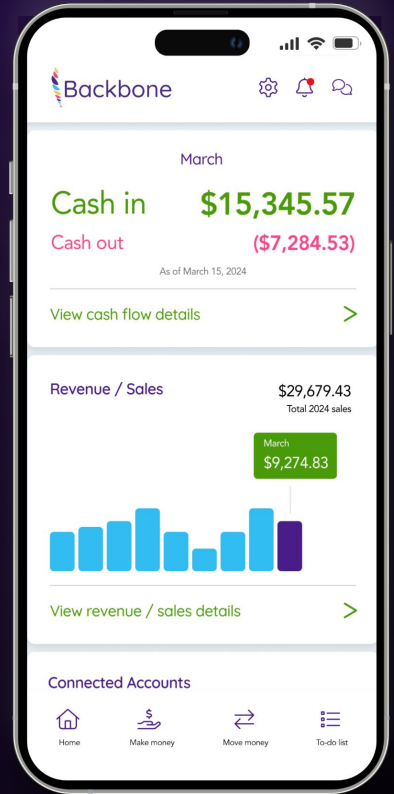 Backbone
March
Cash in $15,345.57
Cash out ($7,284.53)
As of March 15, 2024
View cash flow details >
Revenue / Sales $29,679.43
Total 2024 sales
March
$9,274.83
View revenue / sales details >
Connected Accounts
Home Make money Move money To-do list